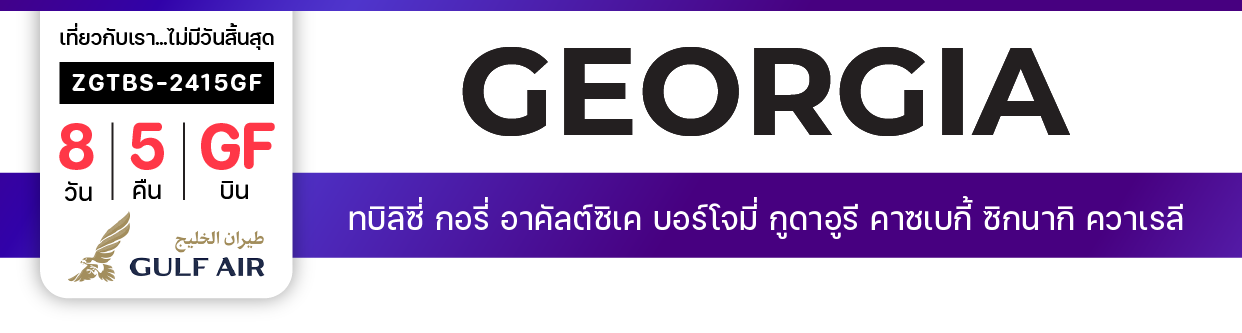 เที่ยวกับเรา...ไม่มีวันสิ้นสุด
ZGTBS-2415GF
8 5 GF
วัน คืน บิน
طيران الخليج
GULF AIR
GEORGIA
ทบิลิซี่ กอรี่ อาคัลต์ซิเค บอร์โจมี่ กูดาอูรี คาซเบกี้ ซิกนากิ ควาเรลี